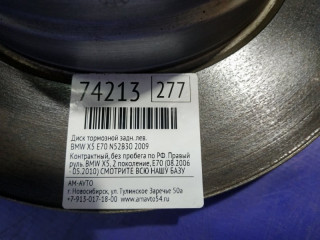 74213 277
Диск тормозной задн. лев.
BMW X5 E70 N52B30 2009
Контрактный, без пробега по РФ. Правый
руль. BMW X5, 2 поколение, E70 (08.2006
- 05.2010) СМОТРИТЕ ВСЮ НАШУ БАЗУ
АМ-АВТО
г. Новосибирск, ул. Тулинское Заречье 50а
+7-913-017-18-00 www.amavto54.ru